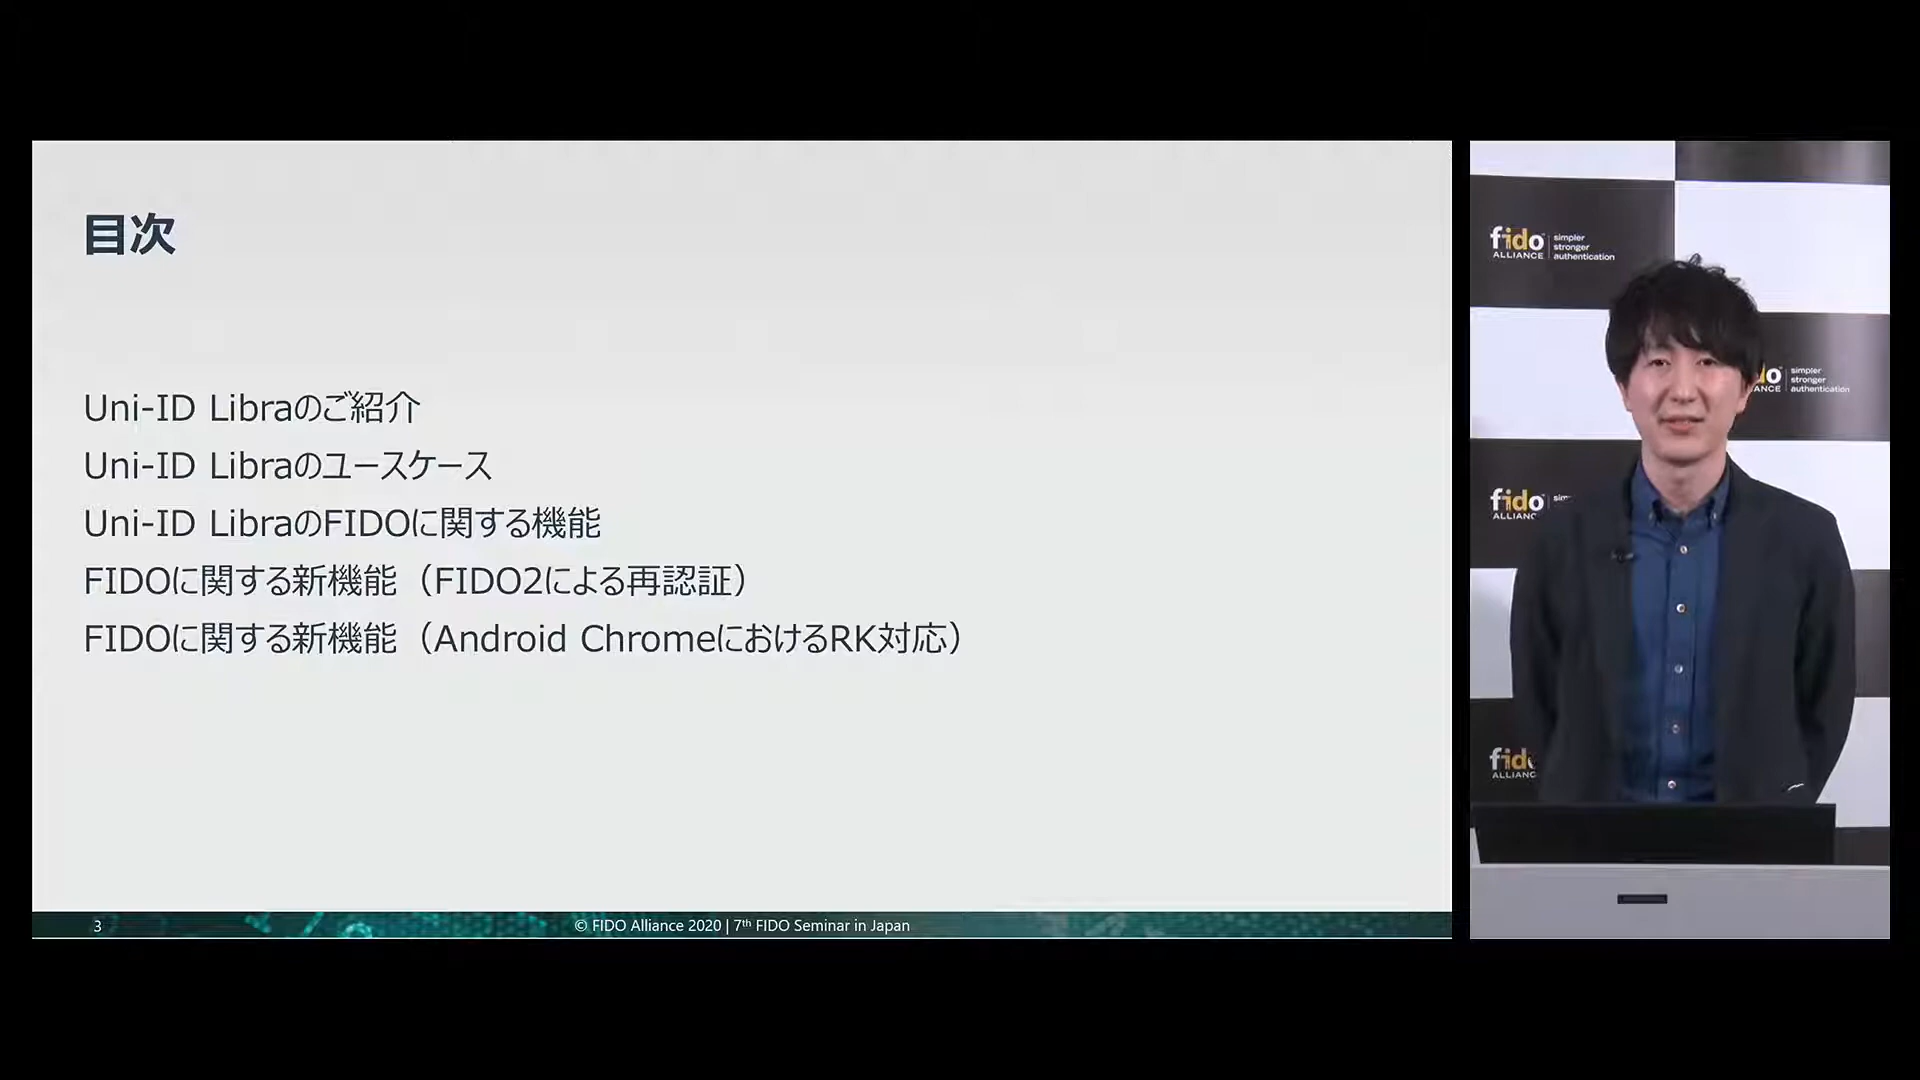 目次
Uni-ID Libraのご紹介
Uni-ID Libraのユースケース
Uni-ID LibraのFIDOに関する機能
FIDOに関する新機能（FIDO2による再認証）
FIDOに関する新機能（Android ChromeにおけるRK対応）
3
© FIDO Alliance 2020 | 7th FIDO Seminar in Japan
fido ALLIANCE
simpler
stronger
authentication
simpler
stronger
authentication
fido